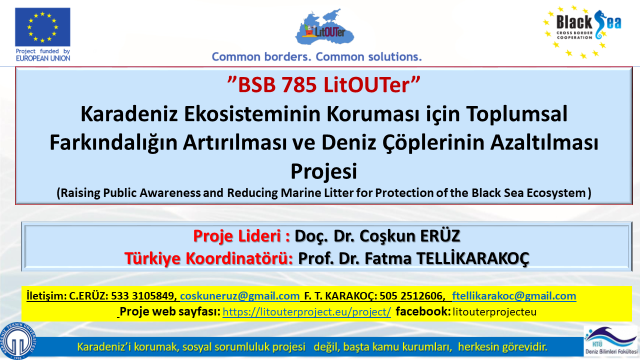 LitOUTer
Black Sea
CROSS BORDER
COOPERATION
Project funded by
EUROPEAN UNION
Common borders. Common solutions.
”BSB 785 LitOUTer”
Karadeniz Ekosisteminin Koruması için Toplumsal
Farkındalığın Artırılması ve Deniz Çöplerinin Azaltılması
Projesi
(Raising Public Awareness and Reducing Marine Litter for Protection of the Black Sea Ecosystem)
Proje Lideri : Doç. Dr. Coşkun ERÜZ
Türkiye Koordinatörü: Prof. Dr. Fatma TELLİKARAKOÇ
İletişim: C.ERÜZ: 533 3105849, coskuneruz@gmail.com F. T. KARAKOÇ: 505 2512606, ftellikarakoc@gmail.com
Proje web sayfası: https://litouterproject.eu/project/ facebook: litouterprojecteu
Karadeniz’i korumak, sosyal sorumluluk projesi değil, başta kamu kurumları, herkesin görevidir.
KTÜ
Deniz Bilimleri Fakültesi